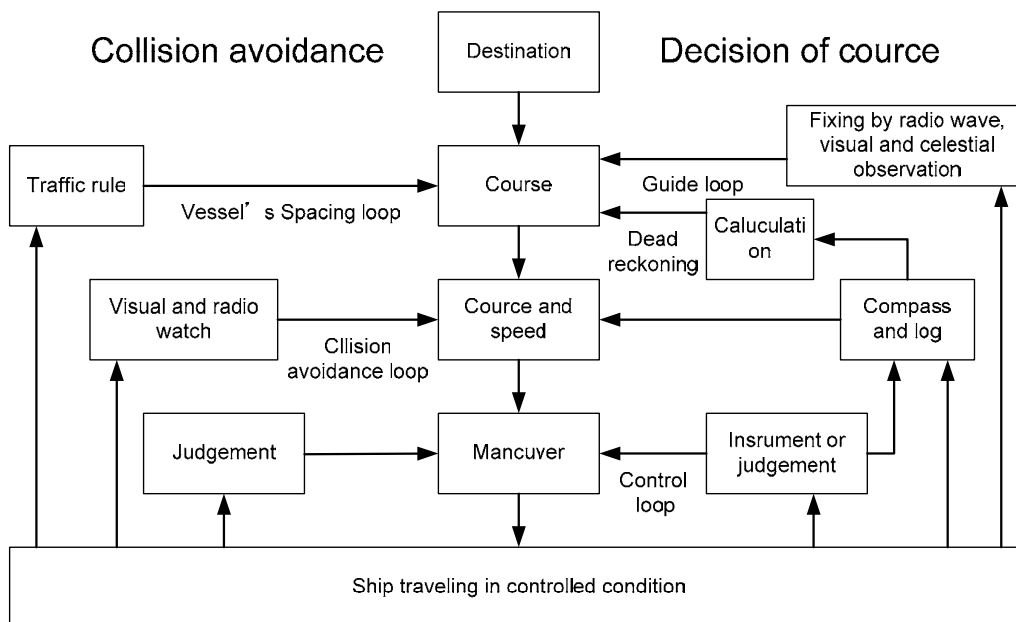 Collision avoidance
Destination
Decision of cource
Fixing by radio wave,
visual and celestial
observation
Traffic rule
Course
Guide loop
Vessel’s Spacing loop
Caluculati
on
Dead
reckoning
Visual and radio
watch
Cource and
speed
Compass
and log
Cllision
avoidance loop
Judgement
Mancuver
Insrument or
judgement
Control
loop
Ship traveling in controlled condition